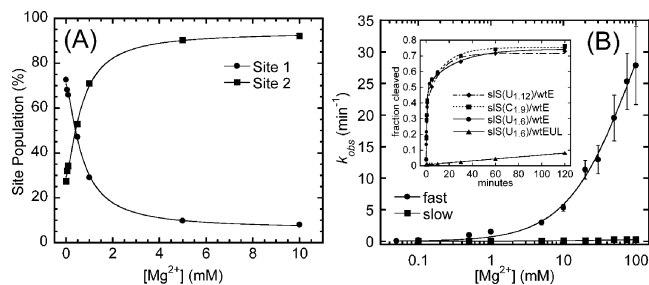 (A)
Site Population (%)
100
80
60
40
20
0
Site 1
Site 2
0 2 4 6 8 10
[Mg2+] (mM)
(B)
kobs (min-1)
35
30
25
20
15
10
5
0
fraction cleaved
0.8
0.7
0.6
0.5
0.4
0.3
0.2
0.1
0
slS(U1.12)/wtE
slS(C1.9)/wtE
slS(U1.6)/wtE
slS(U1.6)/wtEUL
0 20 40 60 80 100 120
minutes
fast
slow
0.1 1 10 100
[Mg2+] (mM)